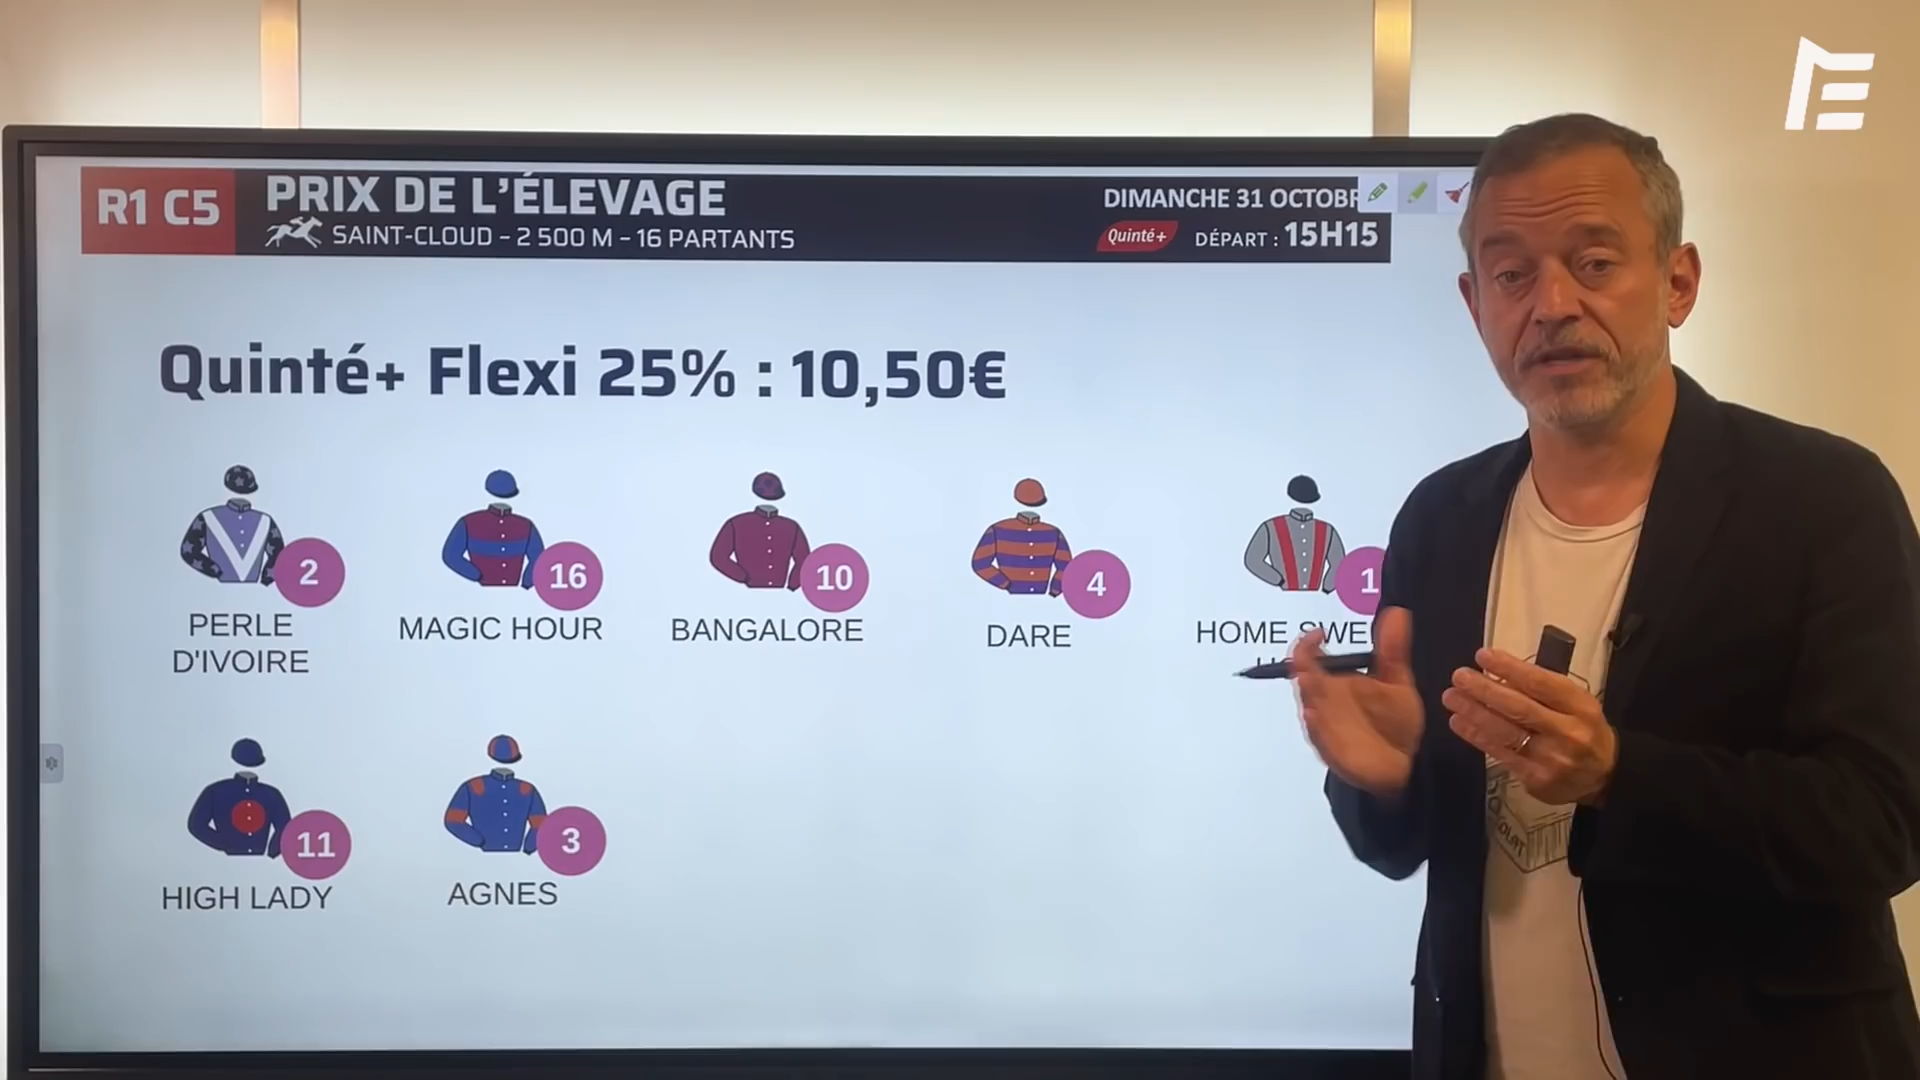 R1 C5
PRIX DE L'ÉLEVAGE
SAINT-CLOUD – 2 500 M – 16 PARTANTS
DIMANCHE 31 OCTOBR
Quinté+
DÉPART : 15H15
Quinté+ Flexi 25% : 10,50€
2
16
10
4
1
PERLE
D'IVOIRE
MAGIC HOUR
BANGALORE
DARE
HOME SWE
11
3
HIGH LADY
AGNES